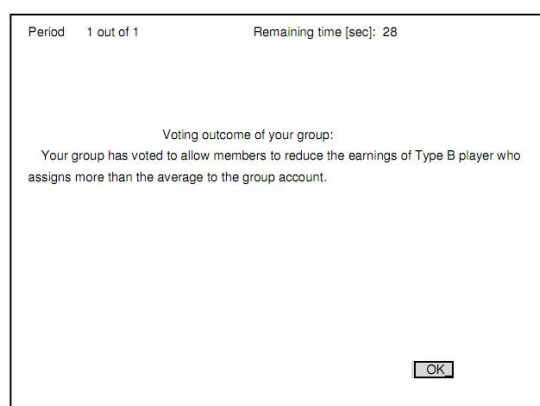 Period 1 out of 1 Remaining time [sec]: 28
Voting outcome of your group:
Your group has voted to allow members to reduce the earnings of Type B player who
assigns more than the average to the group account.
OK